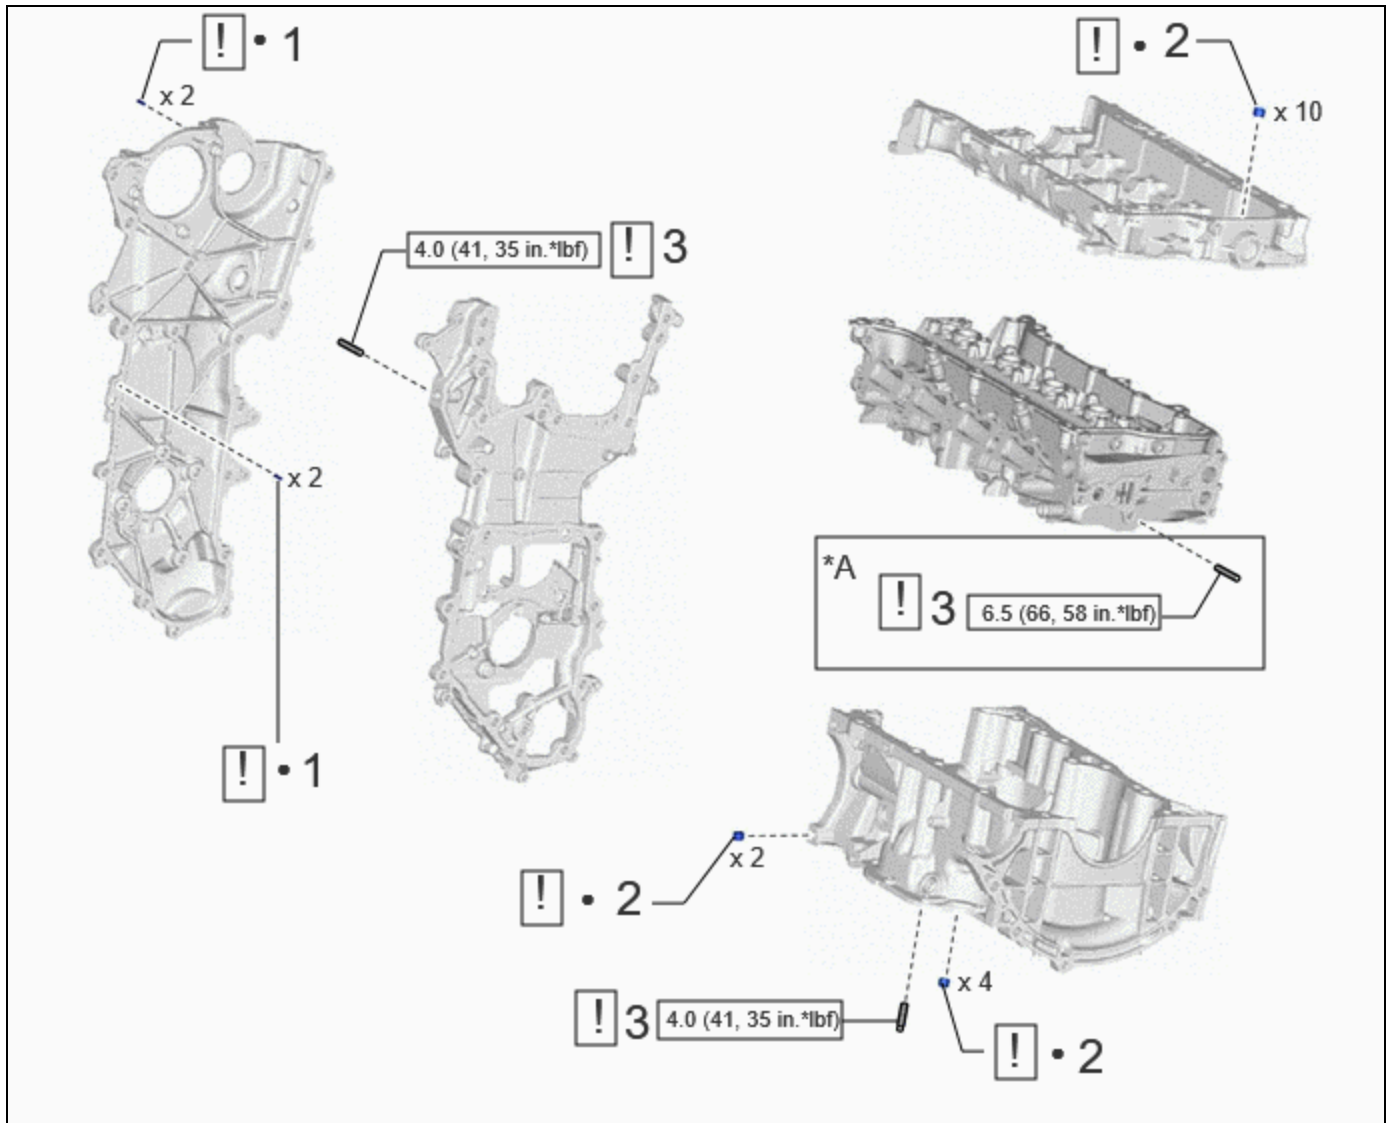 ! • 1
x 2
! • 2
x 10
4.0 (41, 35 in.*lbf) ! 3
x 2
*A
! 3 6.5 (66, 58 in.*lbf)
! • 1
x 2
! • 2
x 4
! 3 4.0 (41, 35 in.*lbf)
! • 2